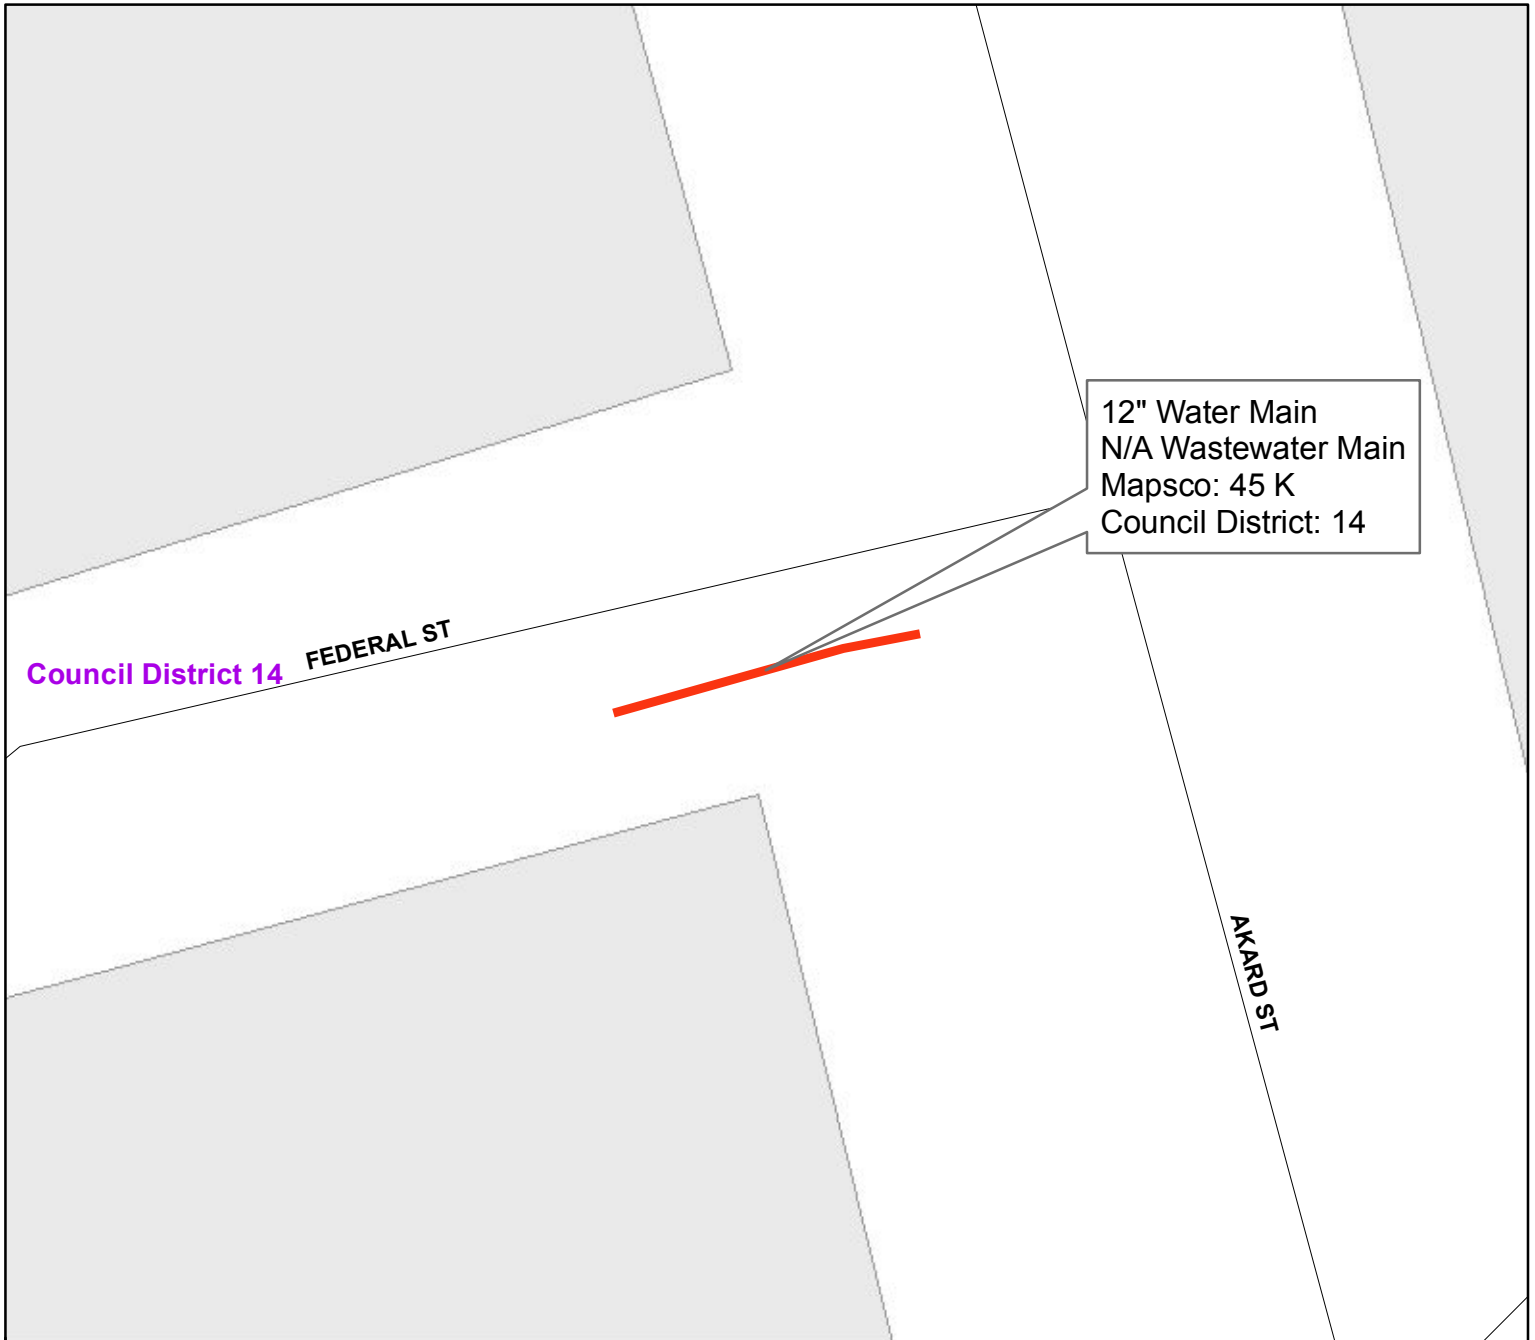 12" Water Main
N/A Wastewater Main
Mapsco: 45 K
Council District: 14
FEDERAL ST
Council District 14
AKARD ST